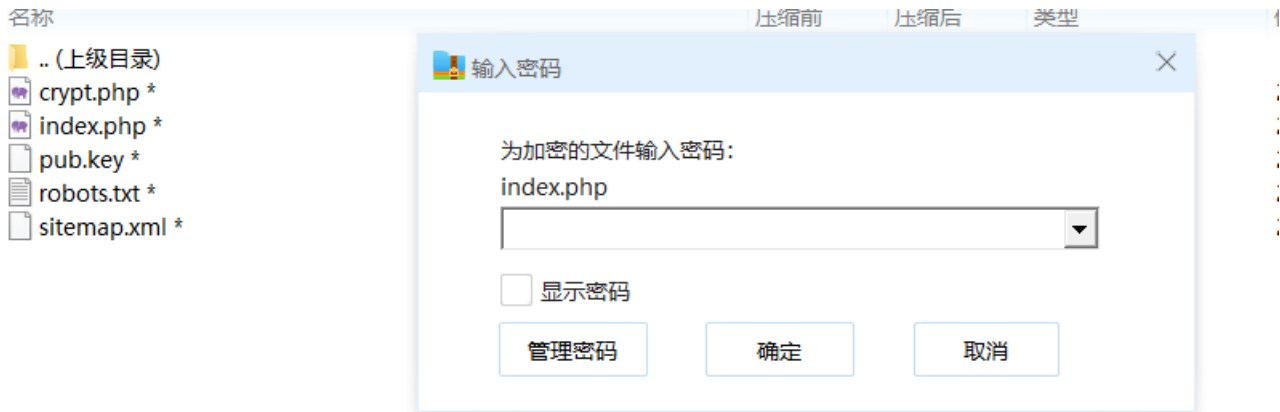 名称 压缩前 压缩后 类型
.. (上级目录)
输入密码
crypt.php *
index.php *
为加密的文件输入密码:
pub.key *
index.php
robots.txt *
sitemap.xml *
显示密码
管理密码 确定 取消